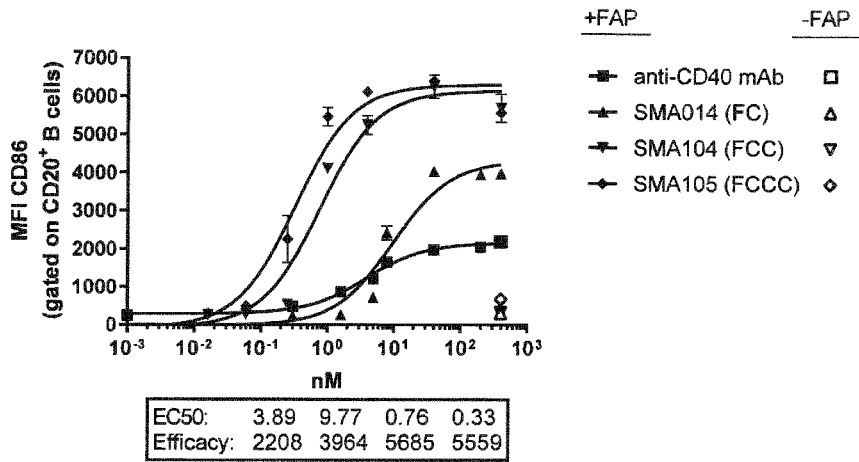 +FAP -FAP
anti-CD40 mAb
SMA014 (FC)
SMA104 (FCC)
SMA105 (FCCC)
MFI CD86
(gated on CD20+ B cells)
7000
6000
5000
4000
3000
2000
1000
0
10-3 10-2 10-1 100 101 102 103
nM
EC50: 3.89 9.77 0.76 0.33
Efficacy: 2208 3964 5685 5559